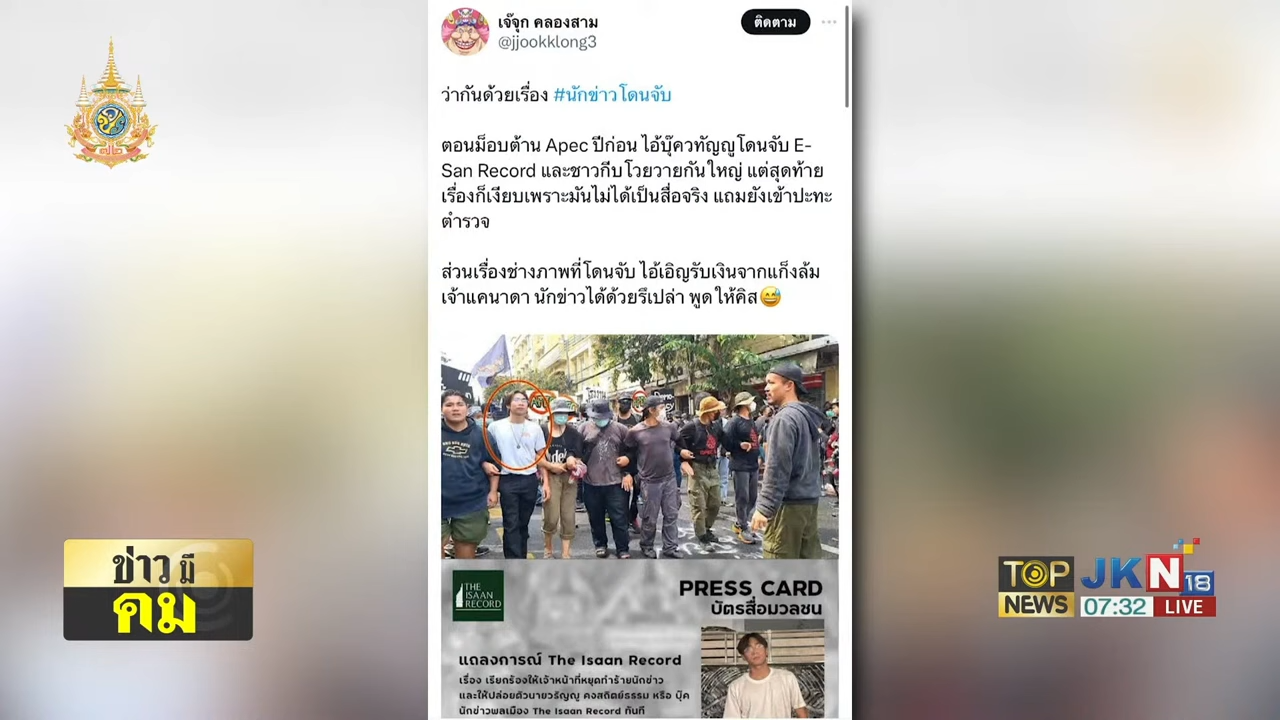 เจ๊จุก คลองสาม
ติดตาม
@jjookklong3
ว่ากันด้วยเรื่อง #นักข่าวโดนจับ
ตอนม็อบต้าน Apec ปีก่อน ไอ้บุ๊ควทัญญูโดนจับ E-
San Record และชาวกีบโวยวายกันใหญ่ แต่สุดท้าย
เรื่องก็เงียบเพราะมันไม่ได้เป็นสื่อจริง แถมยังเข้าปะทะ
ตำรวจ
ส่วนเรื่องช่างภาพที่โดนจับ ไอ้เอิญรับเงินจากแก็งล้ม
เจ้าแคนาดา นักข่าวได้ด้วยรึเปล่า พูดให้คิส
THE
ISAAN
RECORD
PRESS CARD
บัตรสื่อมวลชน
แถลงการณ์ The Isaan Record
เรื่อง เรียกร้องให้เจ้าหน้าที่หยุดทำร้ายนักข่าว
และให้ปล่อยตัวนายวรัญญู คงสถิตย์ธรรม หรือ บุ๊ค
นักข่าวพลเมือง The Isaan Record ทันที
ข่าวมี
คม
TOP
NEWS
JKN18
07:32
LIVE